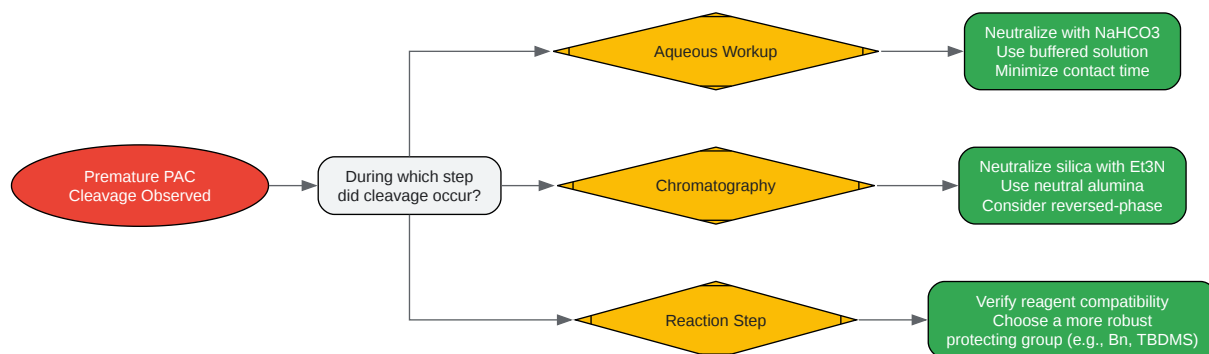 Premature PAC
Cleavage Observed
During which step
did cleavage occur?
Aqueous Workup
Neutralize with NaHCO3
Use buffered solution
Minimize contact time
Chromatography
Neutralize silica with Et3N
Use neutral alumina
Consider reversed-phase
Reaction Step
Verify reagent compatibility
Choose a more robust
protecting group (e.g., Bn, TBDMS)